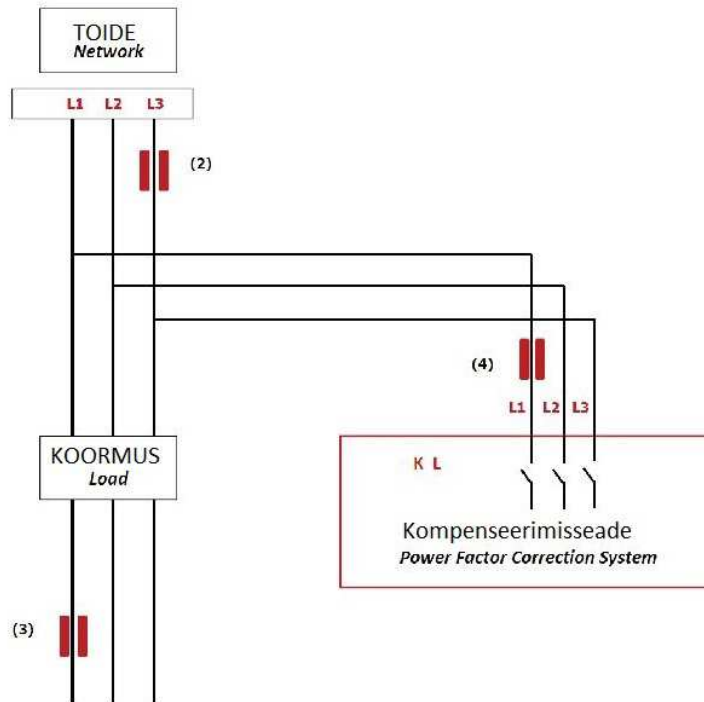 TOIDE
Network
L1 L2 L3
(2)
(4)
L1 L2 L3
KOORMUS
Load
K L
Kompenseerimisseade
Power Factor Correction System
(3)